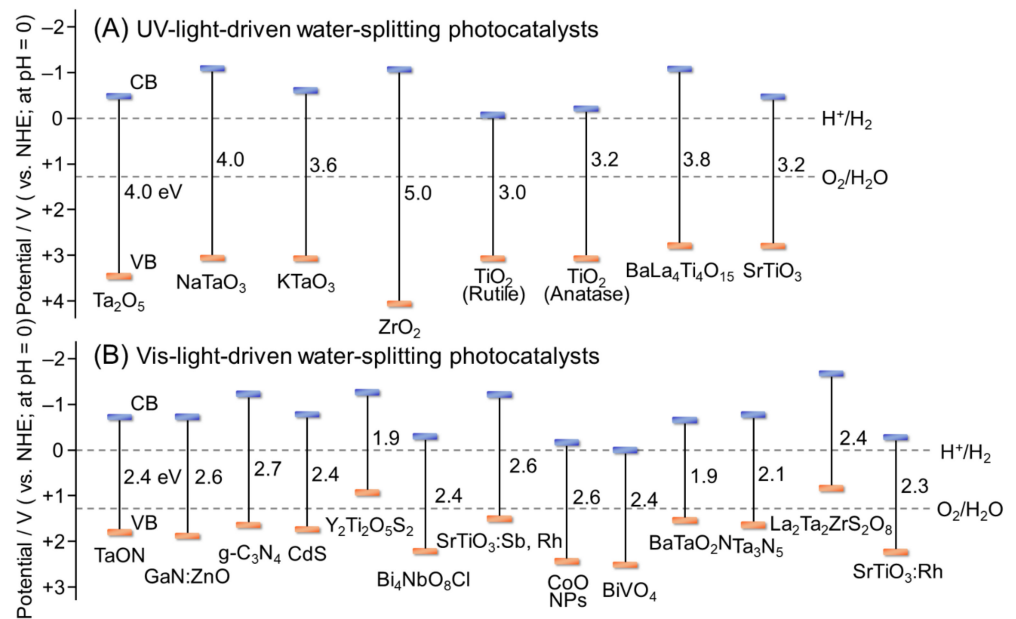 (A) UV-light-driven water-splitting photocatalysts
Potential / V ( vs. NHE; at pH = 0)
−2
−1
0
+1
+2
+3
+4
CB
VB
H⁺/H₂
O₂/H₂O
4.0 eV
4.0
3.6
5.0
3.0
3.2
3.8
3.2
Ta₂O₅
NaTaO₃
KTaO₃
ZrO₂
TiO₂
(Rutile)
TiO₂
(Anatase)
BaLa₄Ti₄O₁₅
SrTiO₃
(B) Vis-light-driven water-splitting photocatalysts
Potential / V ( vs. NHE; at pH = 0)
−2
−1
0
+1
+2
+3
CB
VB
H⁺/H₂
O₂/H₂O
2.4 eV
2.6
2.7
2.4
1.9
2.4
2.6
2.6
2.4
1.9
2.1
2.4
2.3
TaON
GaN:ZnO
g-C₃N₄
CdS
Y₂Ti₂O₅S₂
Bi₄NbO₈Cl
SrTiO₃:Sb, Rh
CoO
NPs
BiVO₄
BaTaO₂N
Ta₃N₅
La₂Ta₂ZrS₂O₈
SrTiO₃:Rh